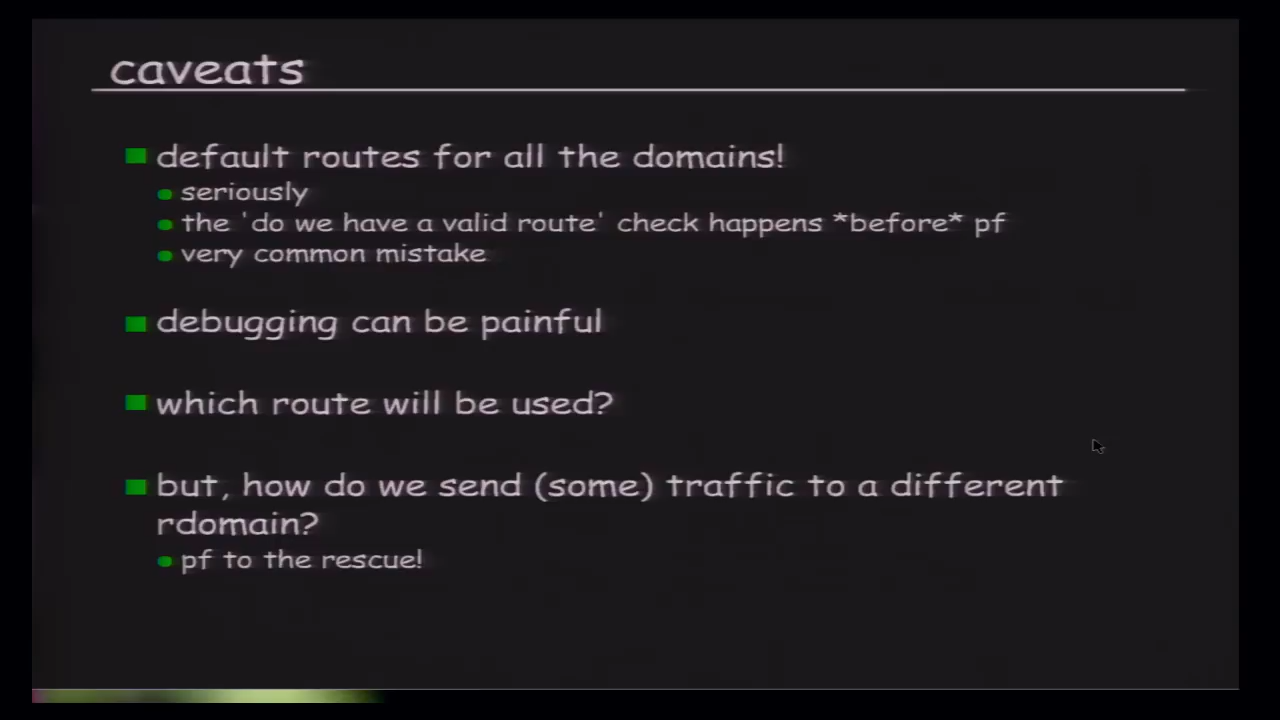 caveats
default routes for all the domains!
seriously
the 'do we have a valid route' check happens *before* pf
very common mistake
debugging can be painful
which route will be used?
but, how do we send (some) traffic to a different
rdomain?
pf to the rescue!